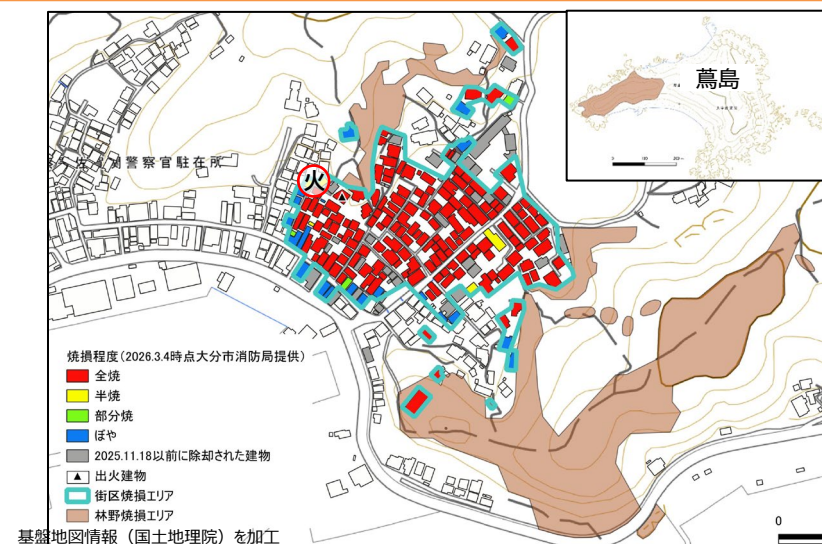 蔦島
警察官駐在所
火
焼損程度(2026.3.4時点大分市消防局提供)
全焼
半焼
部分焼
ぼや
2025.11.18以前に除却された建物
出火建物
街区焼損エリア
林野焼損エリア
0
基盤地図情報(国土地理院)を加工